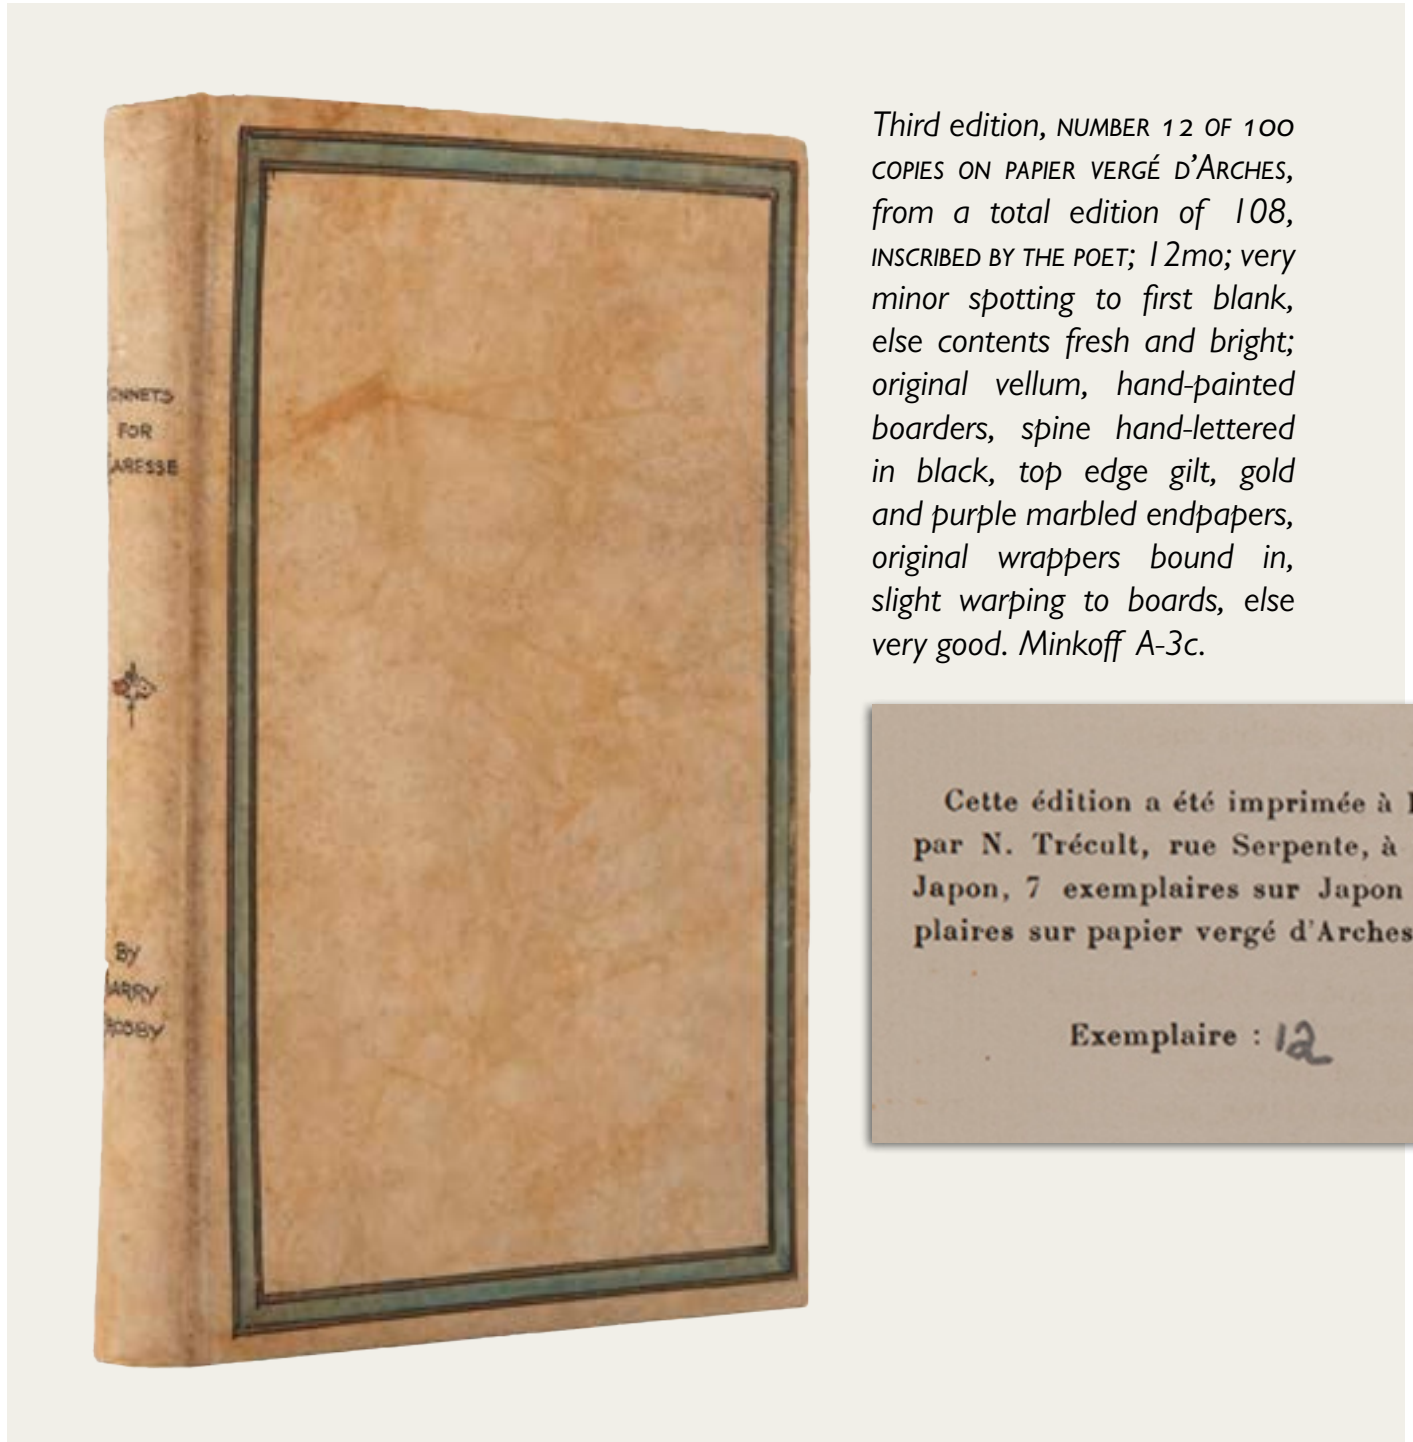 ONNETS
FOR
ARESSE
BY
ARRY
ROSBY
Third edition, NUMBER 12 OF 100
COPIES ON PAPIER VERGÉ D’ARCHES,
from a total edition of 108,
INSCRIBED BY THE POET; 12mo; very
minor spotting to first blank,
else contents fresh and bright;
original vellum, hand-painted
boarders, spine hand-lettered
in black, top edge gilt, gold
and purple marbled endpapers,
original wrappers bound in,
slight warping to boards, else
very good. Minkoff A-3c.
Cette édition a été imprimée à
par N. Trécult, rue Serpente, à
Japon, 7 exemplaires sur Japon
plaires sur papier vergé d'Arches
Exemplaire : 12